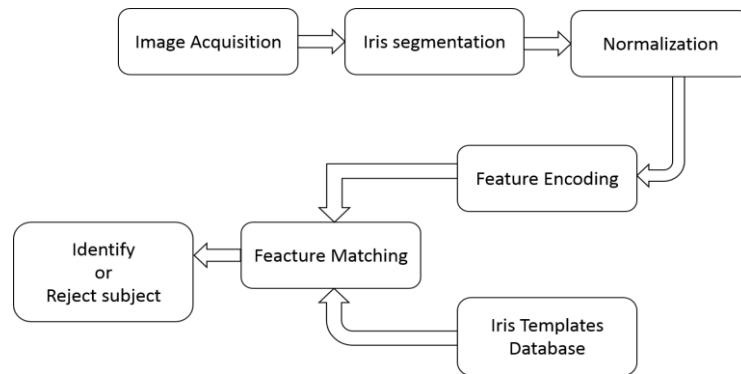 Image Acquisition
Iris segmentation
Normalization
Feature Encoding
Feacture Matching
Identify
or
Reject subject
Iris Templates
Database